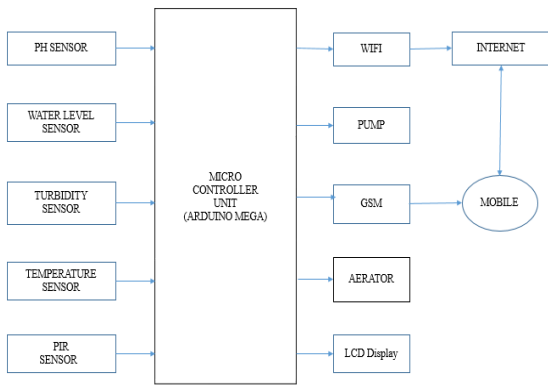 PH SENSOR
WATER LEVEL
SENSOR
TURBIDITY
SENSOR
TEMPERATURE
SENSOR
PIR
SENSOR
MICRO
CONTROLLER
UNIT
(ARDUINO MEGA)
WIFI
PUMP
GSM
AERATOR
LCD Display
INTERNET
MOBILE